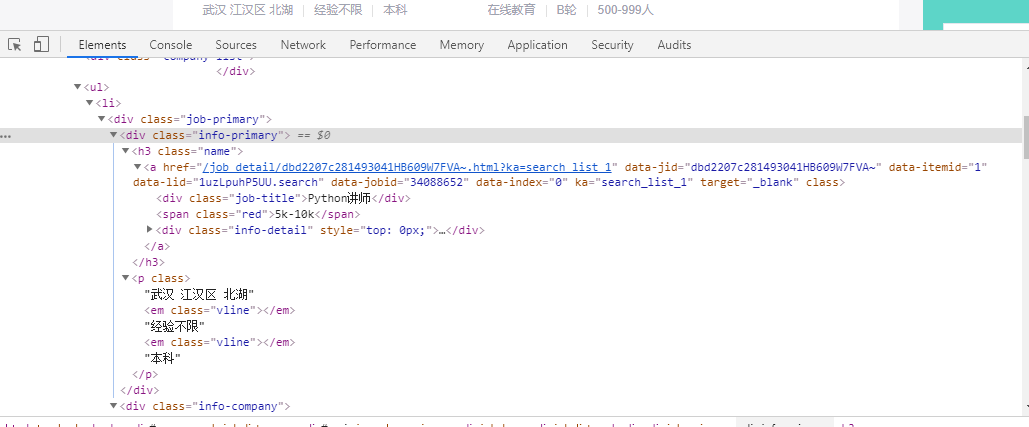 武汉 江汉区 北湖 经验不限 本科 在线教育 B轮 500-999人
Elements Console Sources Network Performance Memory Application Security Audits
</div>
▼<ul>
▼<li>
▼<div class="job-primary">
… ▼<div class="info-primary"> == $0
▼<h3 class="name">
▼<a href="/job_detail/dbd2207c281493041HB609W7FVA~.html?ka=search_list_1" data-jid="dbd2207c281493041HB609W7FVA~" data-itemid="1"
data-lid="1uzLpuhP5UU.search" data-jobid="34088652" data-index="0" ka="search_list_1" target="_blank" class>
<div class="job-title">Python讲师</div>
<span class="red">5k-10k</span>
▶<div class="info-detail" style="top: 0px;">…</div>
</a>
</h3>
▼<p class>
"武汉 江汉区 北湖"
<em class="vline"></em>
"经验不限"
<em class="vline"></em>
"本科"
</p>
</div>
▼<div class="info-company">